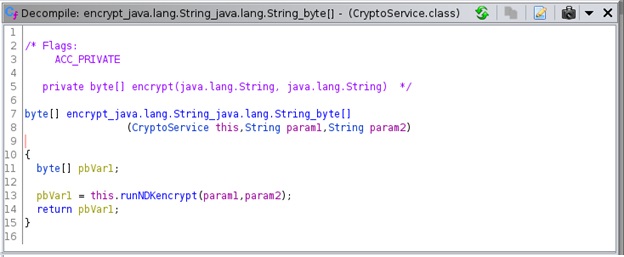 Decompile: encrypt_java.lang.String_java.lang.String_byte[] - (CryptoService.class)
1
2 /* Flags:
3 ACC_PRIVATE
4
5 private byte[] encrypt(java.lang.String, java.lang.String) */
6
7 byte[] encrypt_java.lang.String_java.lang.String_byte[]
8 (CryptoService this,String param1,String param2)
9
10 {
11 byte[] pbVar1;
12
13 pbVar1 = this.runNDKencrypt(param1,param2);
14 return pbVar1;
15 }
16